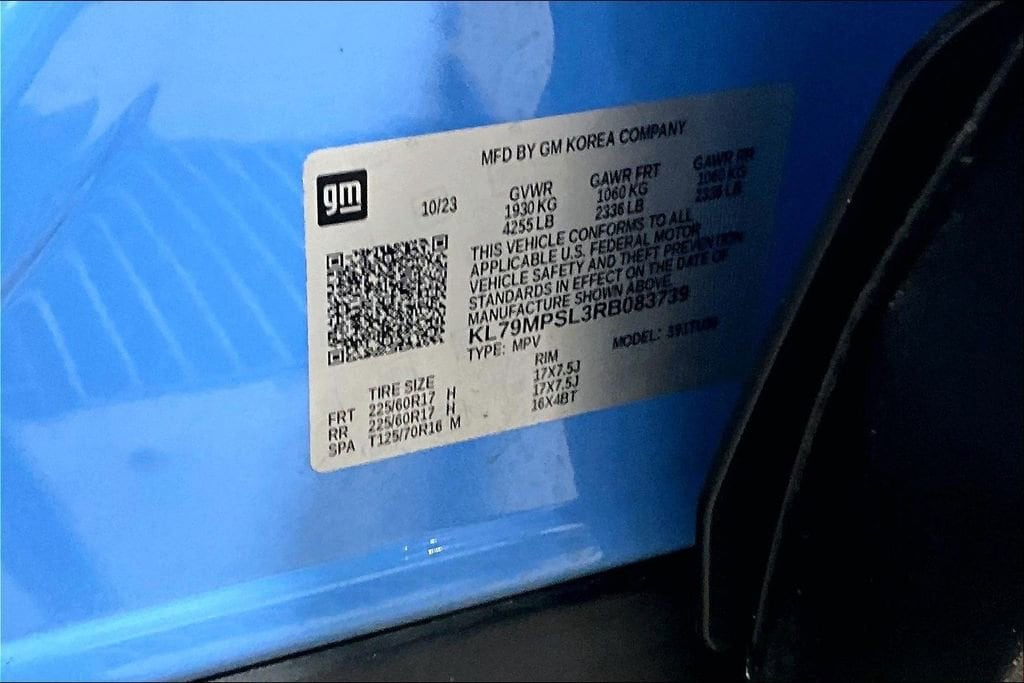 MFD BY GM KOREA COMPANY
gm
10/23
GVWR GAWR FRT GAWR RR
1930 KG 1060 KG 1060 KG
4255 LB 2336 LB 2336 LB
THIS VEHICLE CONFORMS TO ALL
APPLICABLE U.S. FEDERAL MOTOR
VEHICLE SAFETY AND THEFT PREVENTION
STANDARDS IN EFFECT ON THE DATE OF
MANUFACTURE SHOWN ABOVE.
KL79MPSL3RB083739
TYPE: MPV MODEL:
TIRE SIZE RIM
FRT 225/60R17 H 17X7.5J
RR 225/60R17 H 17X7.5J
SPA T125/70R16 M 16X4BT